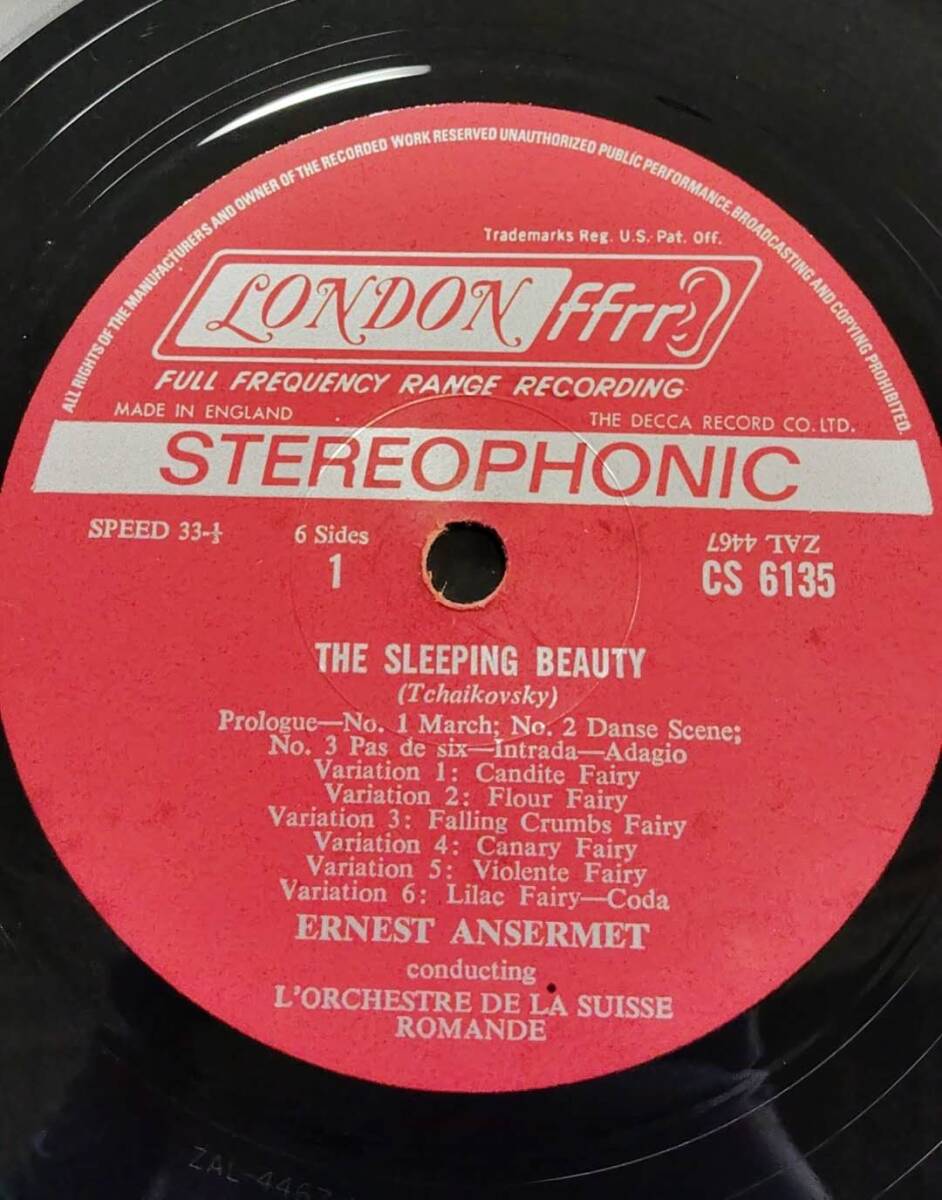 ALL RIGHTS OF THE MANUFACTURERS AND OWNER OF THE RECORDED WORK RESERVED UNAUTHORIZED PUBLIC PERFORMANCE, BROADCASTING AND COPYING PROHIBITED.
Trademarks Reg. U.S. Pat. Off.
LONDON ffrr
FULL FREQUENCY RANGE RECORDING
MADE IN ENGLAND THE DECCA RECORD CO. LTD.
STEREOPHONIC
SPEED 33-⅓ 6 Sides ZAL 4467
1 CS 6135
THE SLEEPING BEAUTY
(Tchaikovsky)
Prologue—No. 1 March; No. 2 Danse Scene;
No. 3 Pas de six—Intrada—Adagio
Variation 1: Candite Fairy
Variation 2: Flour Fairy
Variation 3: Falling Crumbs Fairy
Variation 4: Canary Fairy
Variation 5: Violente Fairy
Variation 6: Lilac Fairy—Coda
ERNEST ANSERMET
conducting
L'ORCHESTRE DE LA SUISSE
ROMANDE
ZAL-4467